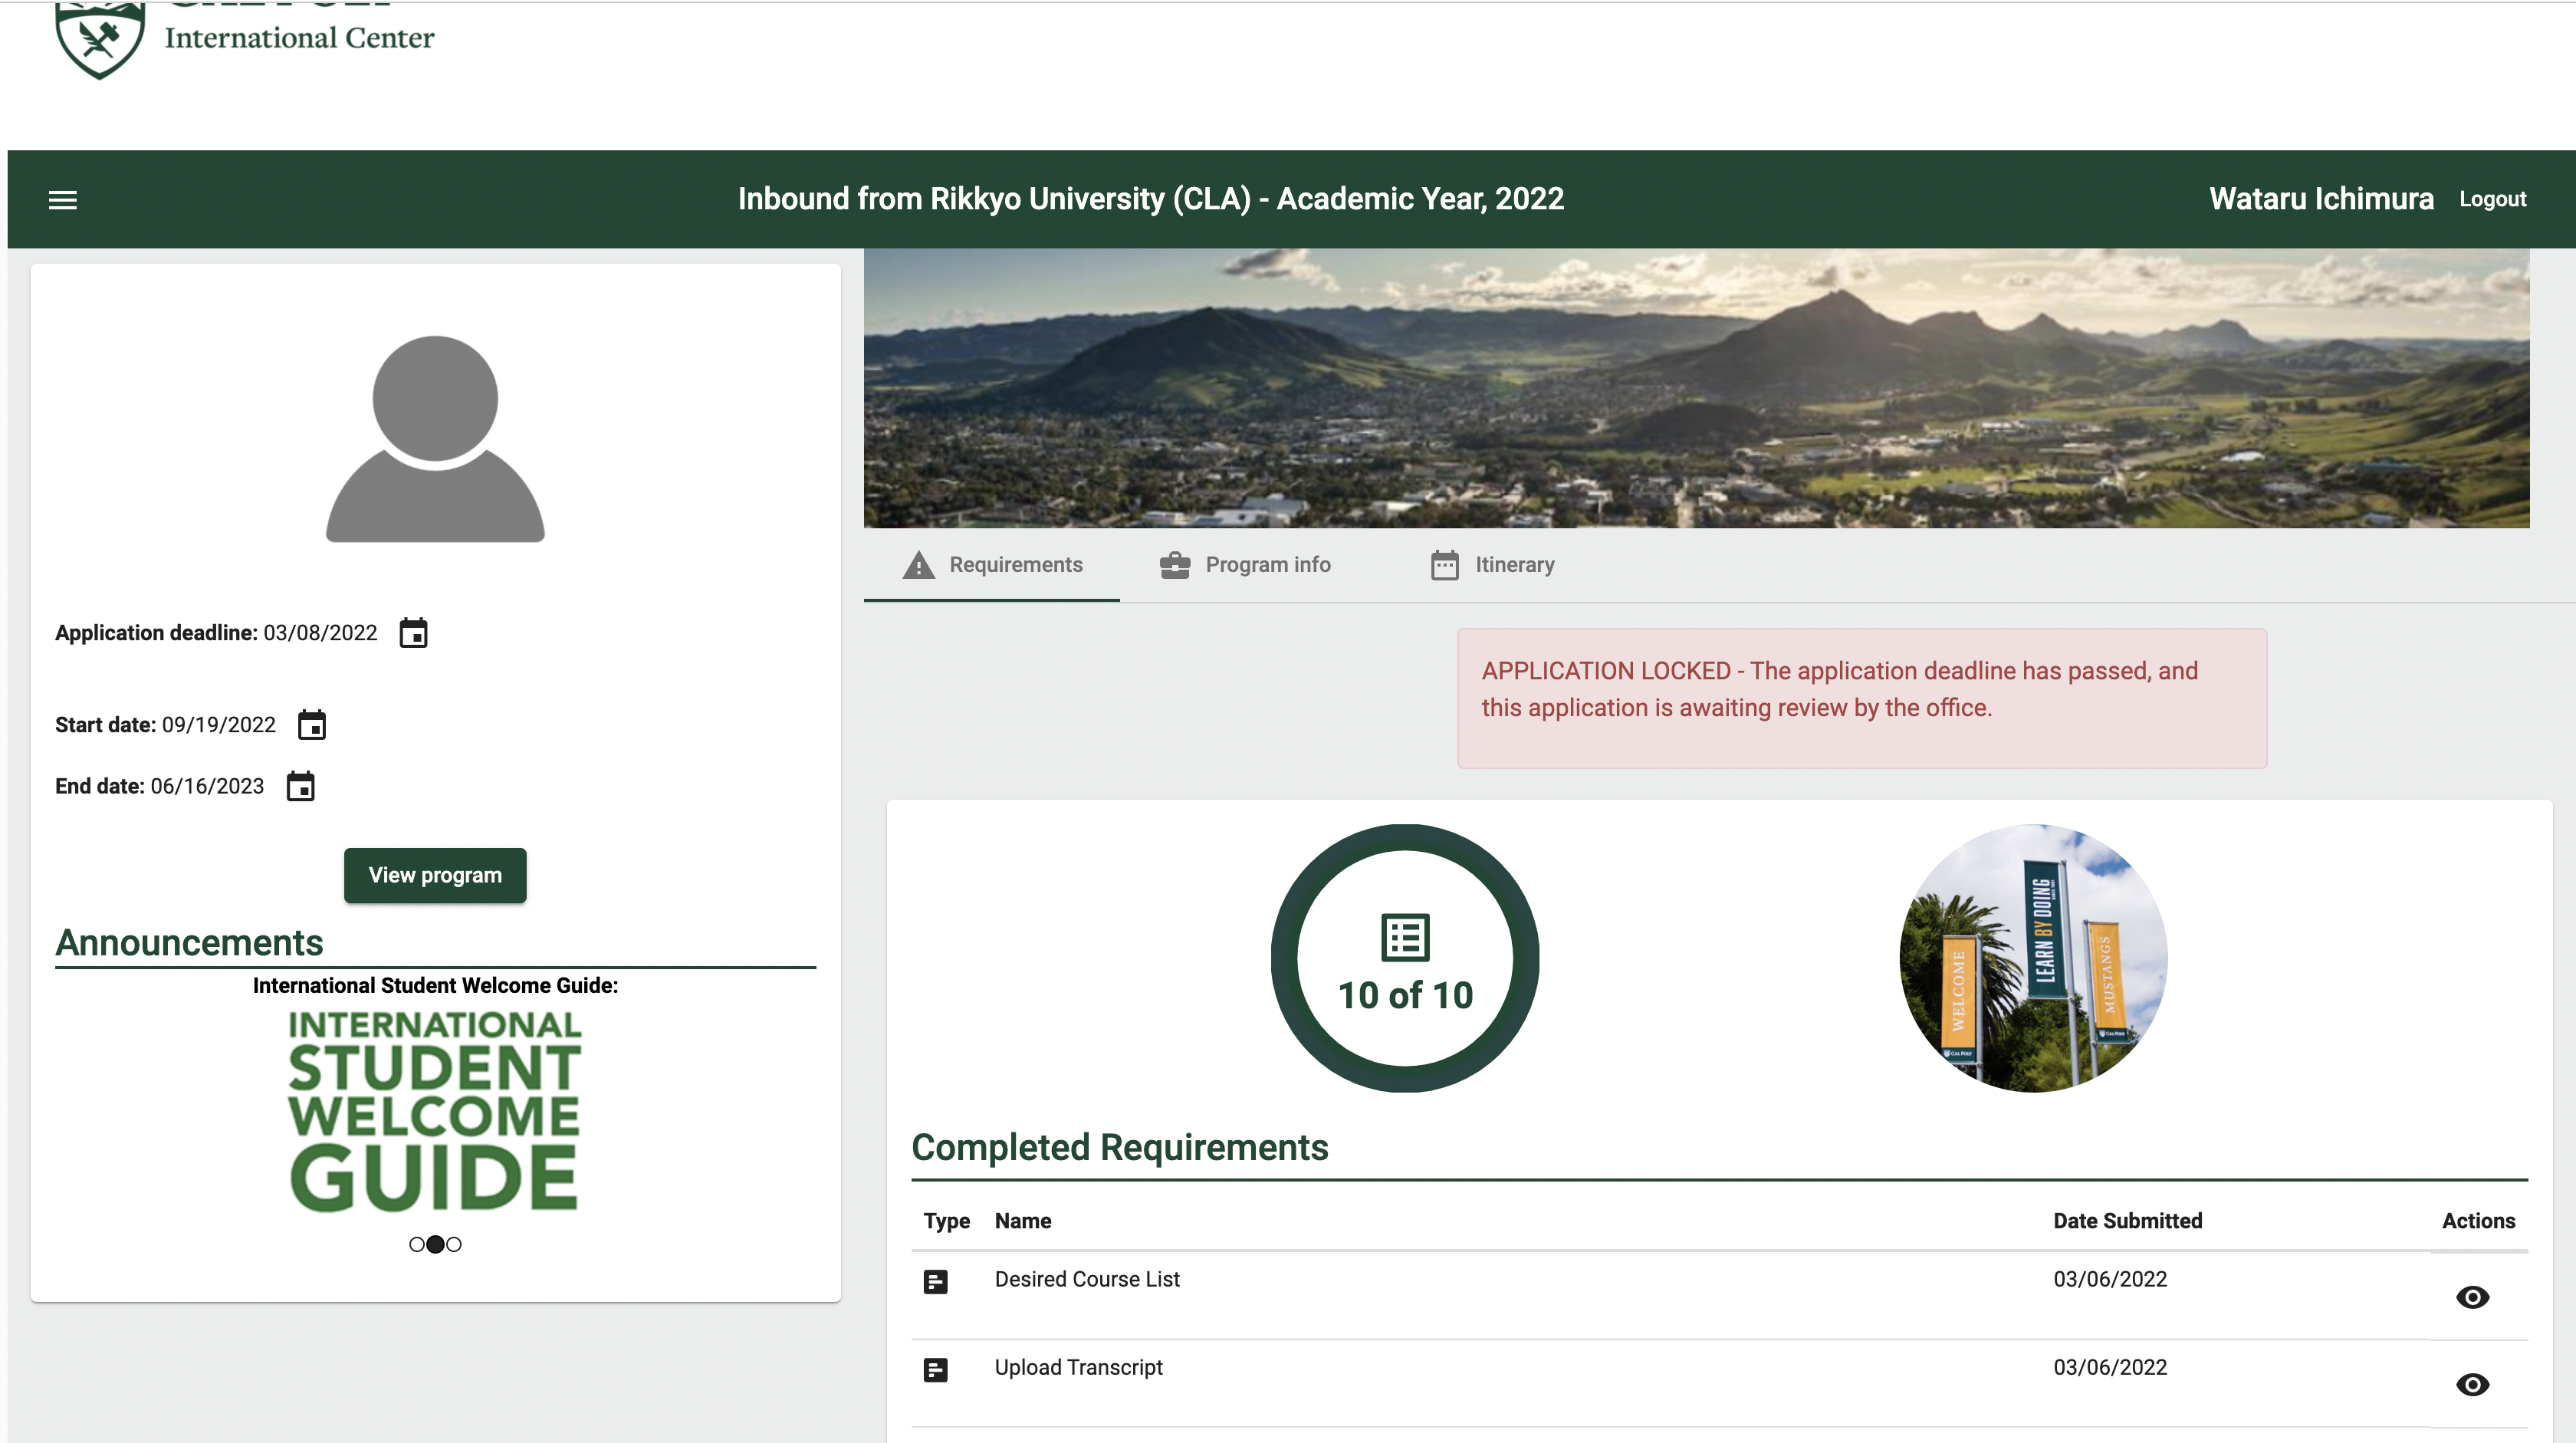 International Center
Inbound from Rikkyo University (CLA) - Academic Year, 2022
Wataru Ichimura
Logout
Application deadline: 03/08/2022
Start date: 09/19/2022
End date: 06/16/2023
View program
Announcements
International Student Welcome Guide:
INTERNATIONAL
STUDENT
WELCOME
GUIDE
Requirements
Program info
Itinerary
APPLICATION LOCKED - The application deadline has passed, and
this application is awaiting review by the office.
10 of 10
WELCOME
CAL POLY
LEARN BY DOING
MUSTANGS
CAL POLY
Completed Requirements
Type Name Date Submitted Actions
Desired Course List 03/06/2022
Upload Transcript 03/06/2022